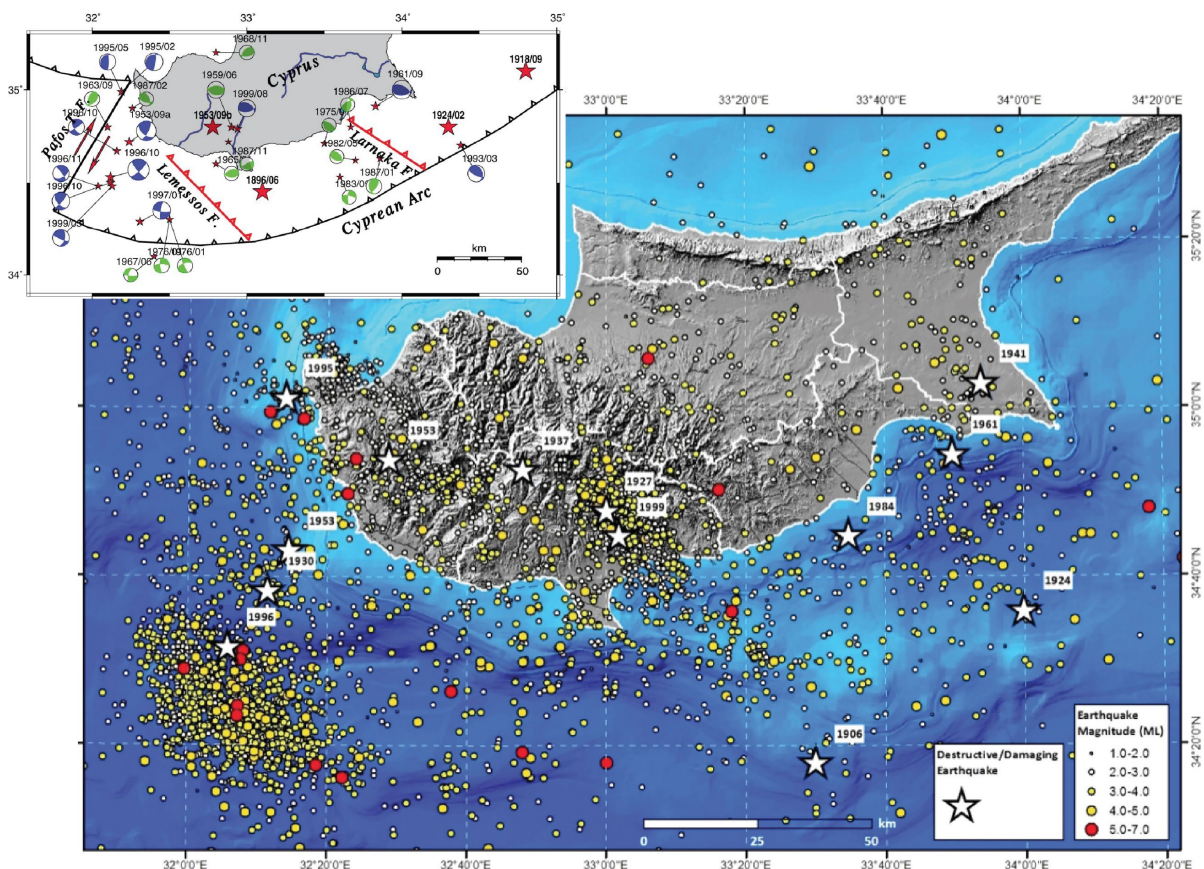 32°
33°
34°
35°
1968/11
1995/05
1995/02
1918/09
1959/06
Cyprus
1961/09
35°
1963/09
1987/02
1999/08
1986/07
1924/02
1953/09a
1953/09b
Pafos T. F.
1996/10
1987/11
1982/05
Larnaka F.
1996/11
1993/03
1996/10
1896/06
1987/01
1997/01
Lemessos F.
Cyprean Arc
1976/01
km
34°
1967/06
0
50
33°0'0"E
33°20'0"E
33°40'0"E
34°0'0"E
34°20'0"E
35°20'0"N
1995
1941
1953
1937
1961
35°0'0"N
1927
1953
1999
1984
1930
1924
34°40'0"N
1996
1906
34°20'0"N
Destructive/Damaging
Earthquake
Earthquake
Magnitude (ML)
1.0-2.0
2.0-3.0
3.0-4.0
4.0-5.0
5.0-7.0
km
0
25
50
32°0'0"E
32°20'0"E
32°40'0"E
33°0'0"E
33°20'0"E
33°40'0"E
34°0'0"E
34°20'0"E